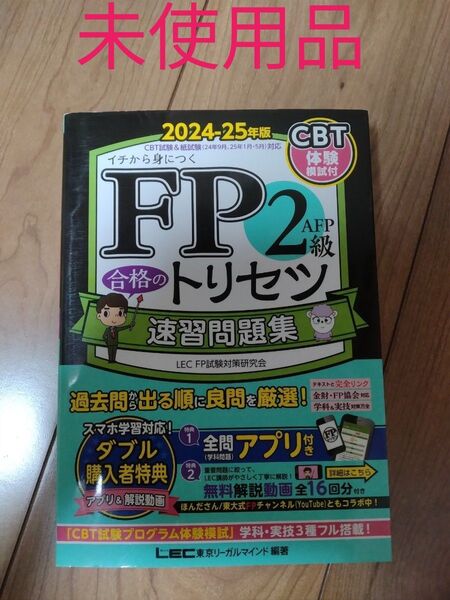 未使用品
2024-25年版
CBT試験&紙試験(24年9月、25年1月・5月)対応
CBT
体験
模試付
イチから身につく
FP2級
AFP
合格のトリセツ
速習問題集
LEC FP試験対策研究会
過去問から出る順に良問を厳選!
テキストと完全リンク
金財・FP協会対応
学科&実技対策万全
スマホ学習対応!
ダブル
購入者特典
アプリ&解説動画
特典1 全問(学科問題)アプリ付き
特典2 重要問題に絞って、
LEC講師がやさしく丁寧に解説!
詳細はこちら
無料解説動画 全16回分付き
ほんださん/東大式FPチャンネル(YouTube)ともコラボ中!
「CBT試験プログラム体験模試」学科・実技3種フル搭載!
LEC東京リーガルマインド 編著